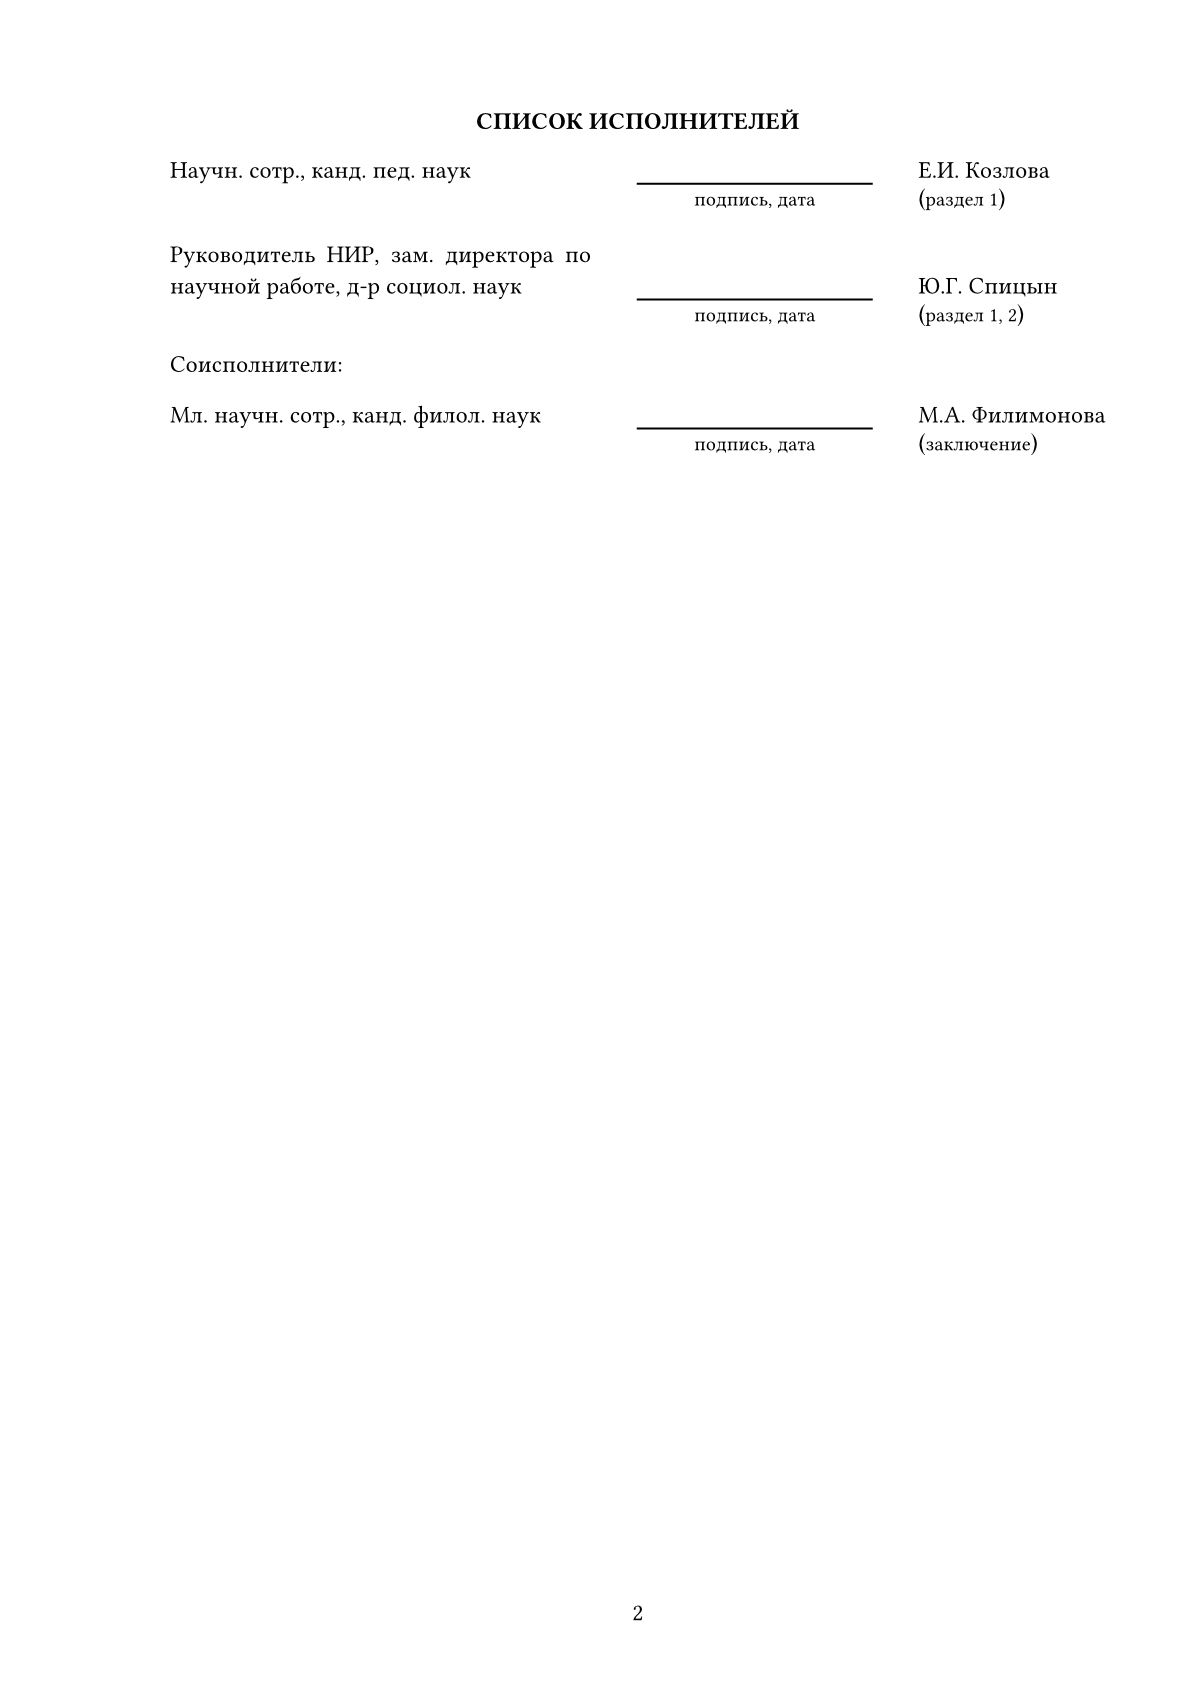 СПИСОК ИСПОЛНИТЕЛЕЙ
Научн. сотр., канд. пед. наук Е.И. Козлова
подпись, дата (раздел 1)
Руководитель НИР, зам. директора по
научной работе, д-р социол. наук Ю.Г. Спицын
подпись, дата (раздел 1, 2)
Соисполнители:
Мл. научн. сотр., канд. филол. наук М.А. Филимонова
подпись, дата (заключение)
2